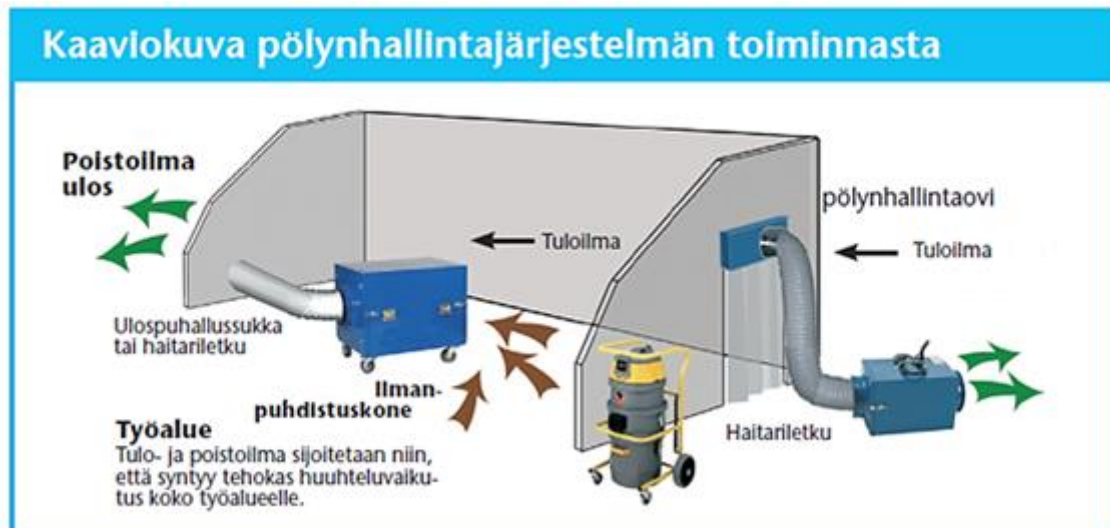 Kaaviokuva pölynhallintajärjestelmän toiminnasta
Poistoilma
ulos
pölynhallintaovi
Tuloilma
Tuloilma
Ulospuhallussukka
tai haitariletku
Ilman-
puhdistuskone
Työalue
Tulo- ja poistoilma sijoitetaan niin,
että syntyy tehokas huuhteluvaiku-
tus koko työalueelle.
Haitariletku